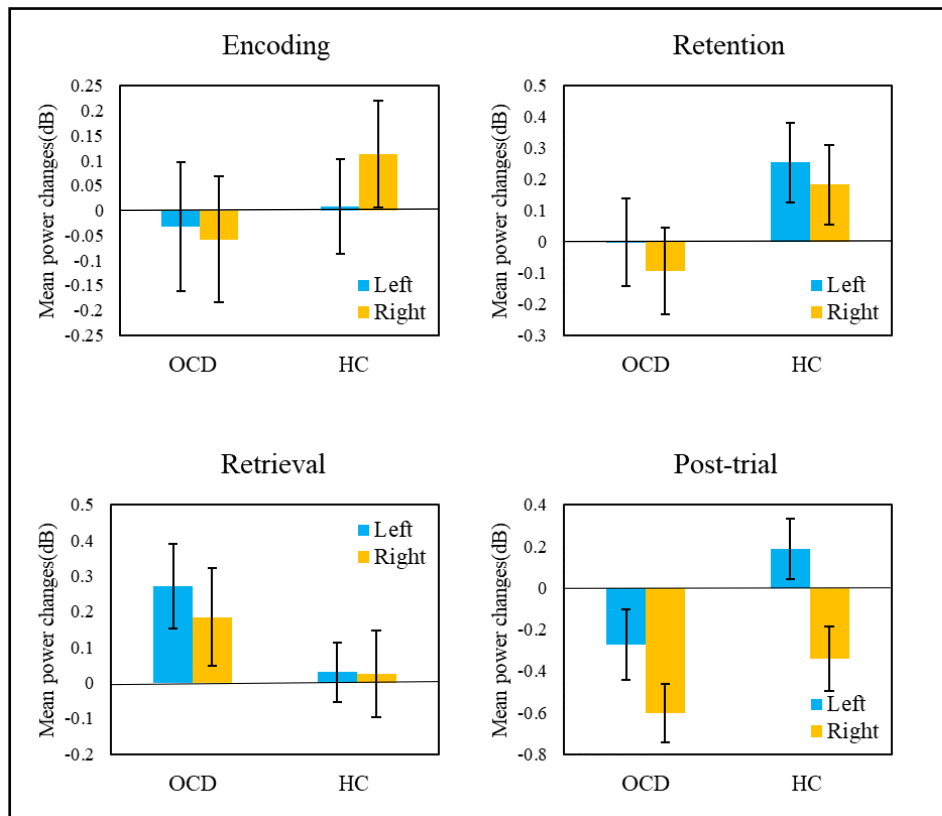 Encoding
Mean power changes(dB)
0.25
0.2
0.15
0.1
0.05
0
-0.05
-0.1
-0.15
-0.2
-0.25
Left
Right
OCD HC
Retention
Mean power changes(dB)
0.5
0.4
0.3
0.2
0.1
0
-0.1
-0.2
-0.3
Left
Right
OCD HC
Retrieval
Mean power changes(dB)
0.5
0.4
0.3
0.2
0.1
0
-0.1
-0.2
Left
Right
OCD HC
Post-trial
Mean power changes(dB)
0.4
0.2
0
-0.2
-0.4
-0.6
-0.8
Left
Right
OCD HC